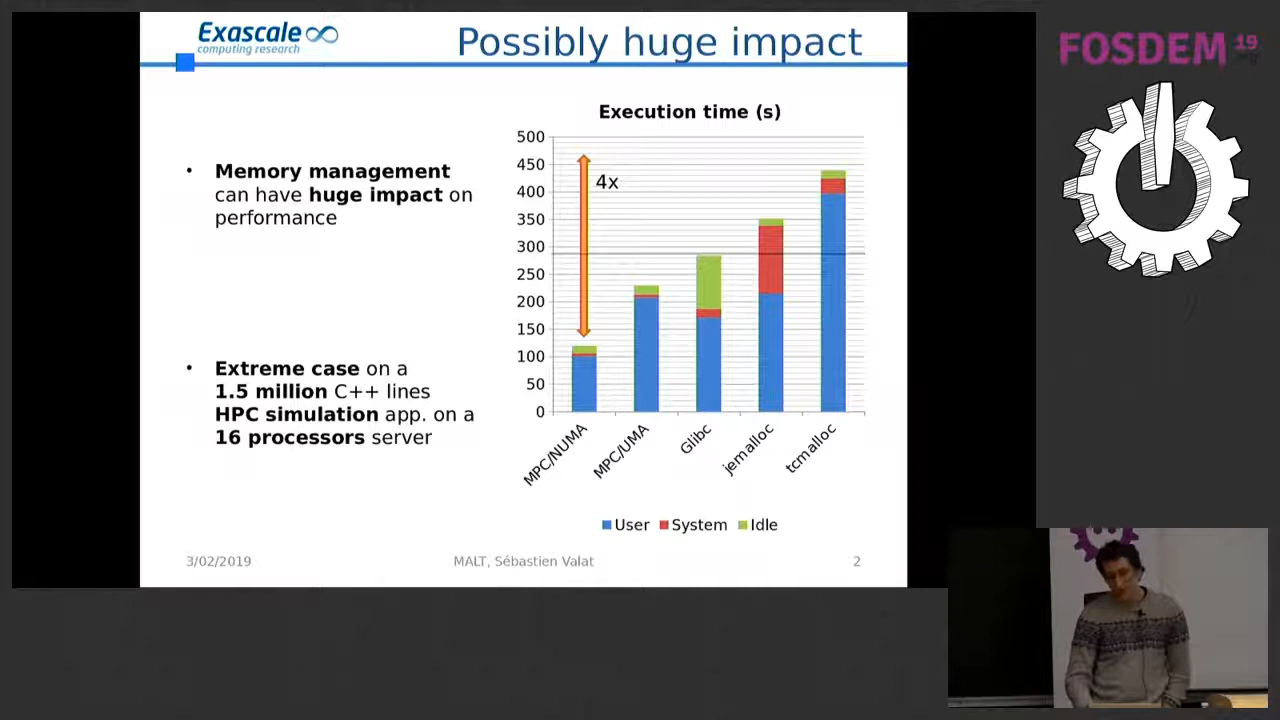 Exascale
computing research
Possibly huge impact
FOSDEM 19
.org
• Memory management
can have huge impact on
performance
• Extreme case on a
1.5 million C++ lines
HPC simulation app. on a
16 processors server
Execution time (s)
500
450
400
350
300
250
200
150
100
50
0
4x
MPC/NUMA
MPC/UMA
Glibc
jemalloc
tcmalloc
User System Idle
3/02/2019
MALT, Sébastien Valat
2